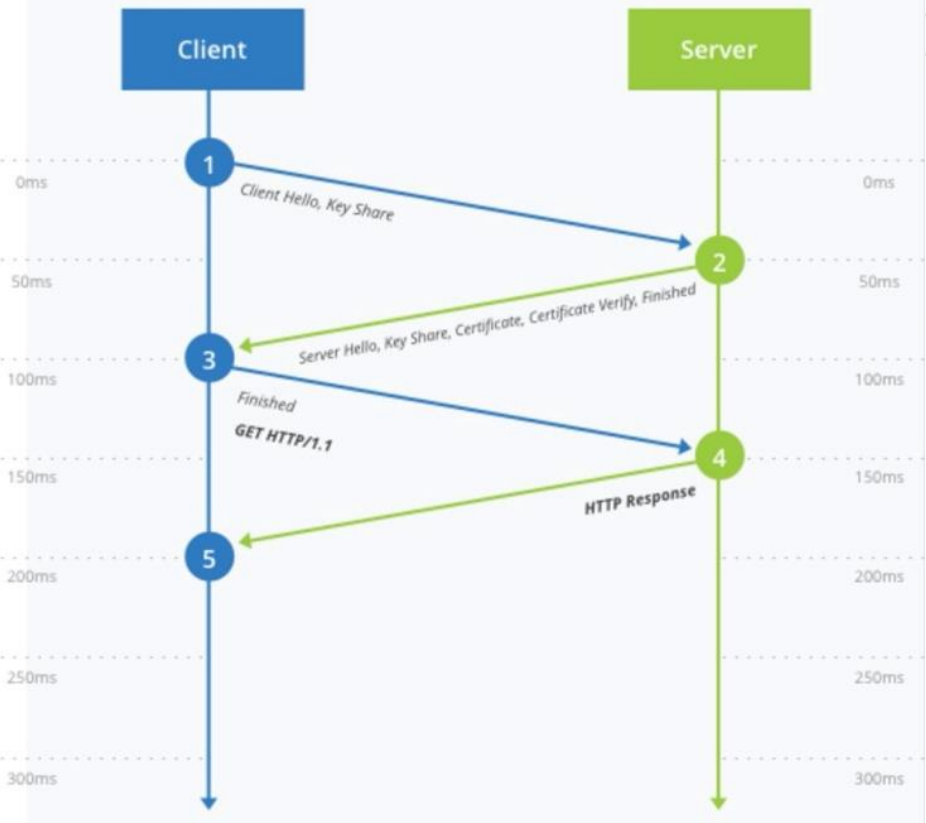 Client
Server
1
0ms
0ms
Client Hello, Key Share
2
50ms
50ms
Server Hello, Key Share, Certificate, Certificate Verify, Finished
3
100ms
100ms
Finished
GET HTTP/1.1
4
150ms
150ms
HTTP Response
5
200ms
200ms
250ms
250ms
300ms
300ms